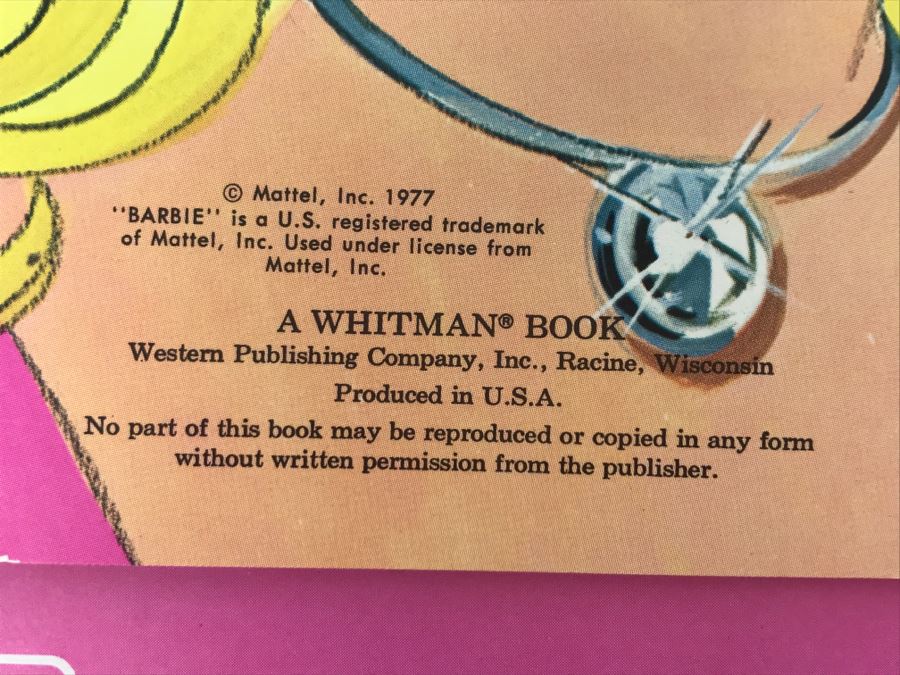 © Mattel, Inc. 1977
"BARBIE" is a U.S. registered trademark
of Mattel, Inc. Used under license from
Mattel, Inc.
A WHITMAN® BOOK
Western Publishing Company, Inc., Racine, Wisconsin
Produced in U.S.A.
No part of this book may be reproduced or copied in any form
without written permission from the publisher.